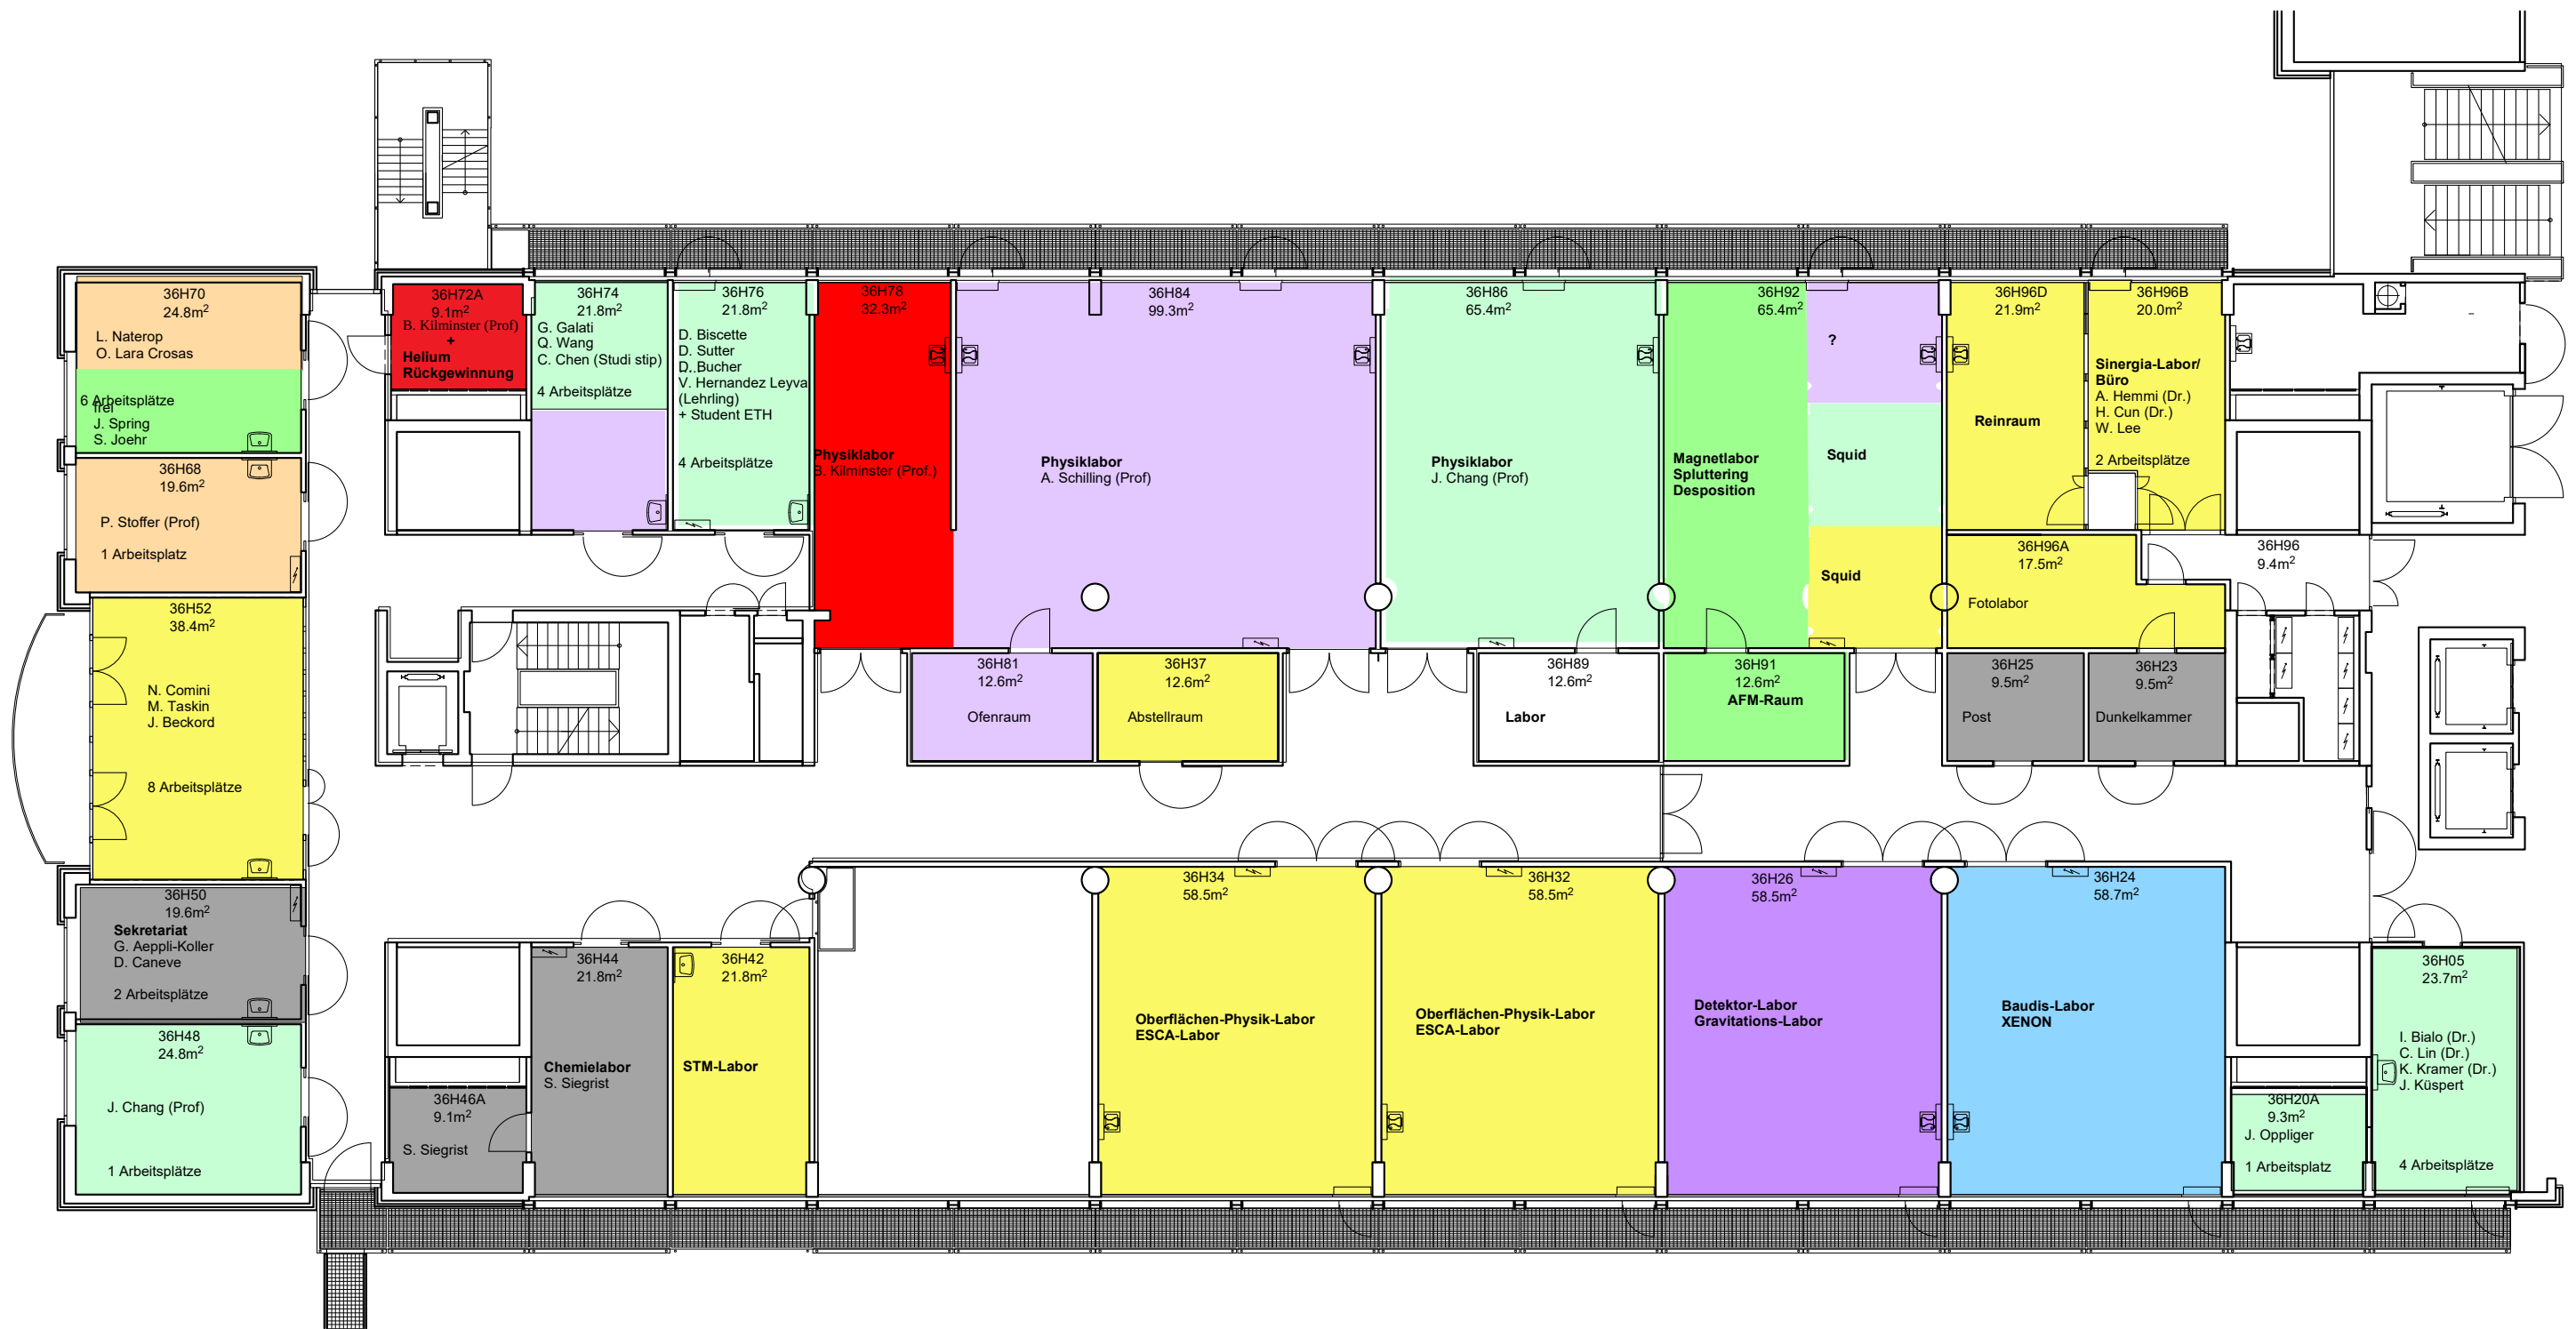 36H70
24.8m²
L. Naterop
O. Lara Crosas
6 Arbeitsplätze
frei
J. Spring
S. Joehr
36H68
19.6m²
P. Stoffer (Prof)
1 Arbeitsplatz
36H52
38.4m²
N. Comini
M. Taskin
J. Beckord
8 Arbeitsplätze
36H50
19.6m²
Sekretariat
G. Aeppli-Koller
D. Caneve
2 Arbeitsplätze
36H48
24.8m²
J. Chang (Prof)
1 Arbeitsplätze
36H72A
9.1m²
B. Kilminster (Prof)
+
Helium
Rückgewinnung
36H74
21.8m²
G. Galati
Q. Wang
C. Chen (Studi stip)
4 Arbeitsplätze
36H76
21.8m²
D. Biscette
D. Sutter
D. Bucher
V. Hernandez Leyva
(Lehrling)
+ Student ETH
4 Arbeitsplätze
36H78
32.3m²
Physiklabor
B. Kilminster (Prof.)
36H84
99.3m²
Physiklabor
A. Schilling (Prof)
36H86
65.4m²
Physiklabor
J. Chang (Prof)
36H92
65.4m²
?
Magnetlabor
Spluttering
Desposition
Squid
Squid
36H96D
21.9m²
Reinraum
36H96B
20.0m²
Sinergia-Labor/
Büro
A. Hemmi (Dr.)
H. Cun (Dr.)
W. Lee
2 Arbeitsplätze
36H96A
17.5m²
Fotolabor
36H96
9.4m²
36H81
12.6m²
Ofenraum
36H37
12.6m²
Abstellraum
36H89
12.6m²
Labor
36H91
12.6m²
AFM-Raum
36H25
9.5m²
Post
36H23
9.5m²
Dunkelkammer
36H46A
9.1m²
S. Siegrist
36H44
21.8m²
Chemielabor
S. Siegrist
36H42
21.8m²
STM-Labor
36H34
58.5m²
Oberflächen-Physik-Labor
ESCA-Labor
36H32
58.5m²
Oberflächen-Physik-Labor
ESCA-Labor
36H26
58.5m²
Detektor-Labor
Gravitations-Labor
36H24
58.7m²
Baudis-Labor
XENON
36H20A
9.3m²
J. Oppliger
1 Arbeitsplatz
36H05
23.7m²
I. Bialo (Dr.)
C. Lin (Dr.)
K. Kramer (Dr.)
J. Küspert
4 Arbeitsplätze